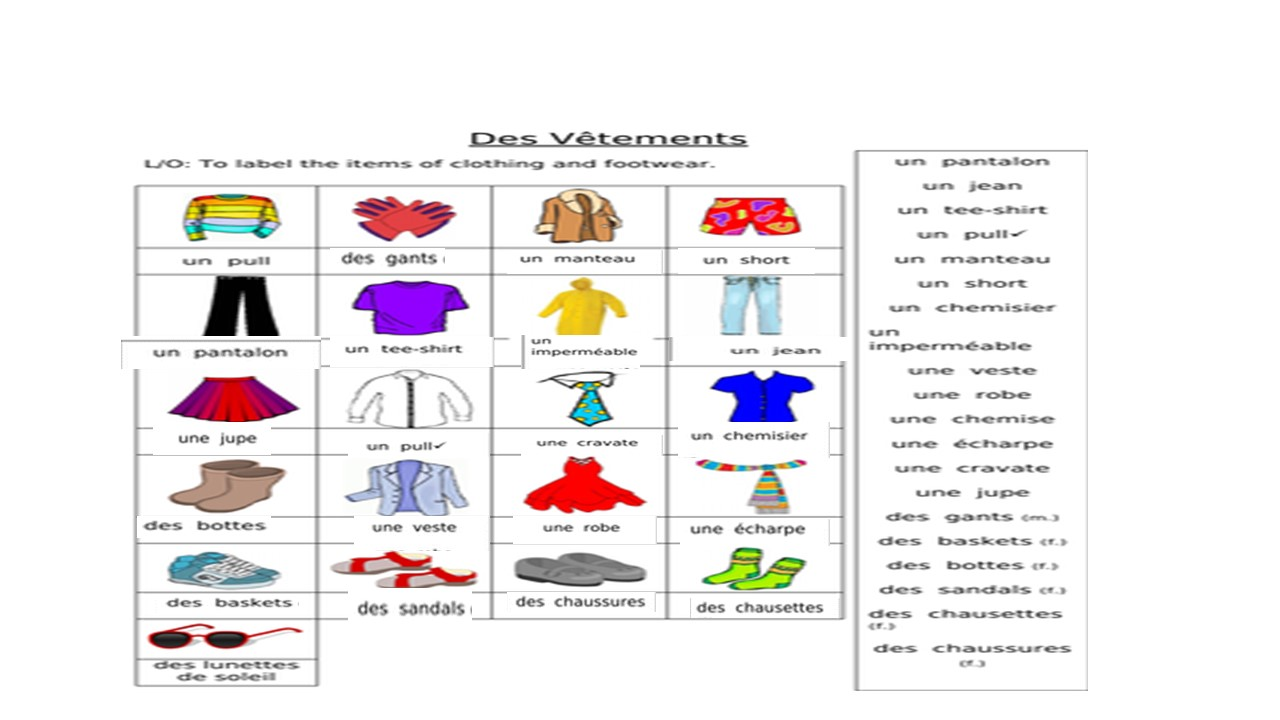 Des Vêtements
L/O: To label the items of clothing and footwear.
un pull
des gants
un manteau
un short
un pantalon
un tee-shirt
un
imperméable
un jean
une jupe
un pull✓
une cravate
un chemisier
des bottes
une veste
une robe
une écharpe
des baskets
des sandals
des chaussures
des chausettes
des lunettes
de soleil
un pantalon
un jean
un tee-shirt
un pull✓
un manteau
un short
un chemisier
un
imperméable
une veste
une robe
une chemise
une écharpe
une cravate
une jupe
des gants (m.)
des baskets (f.)
des bottes (f.)
des sandals (f.)
des chausettes
(f.)
des chaussures
(f.)